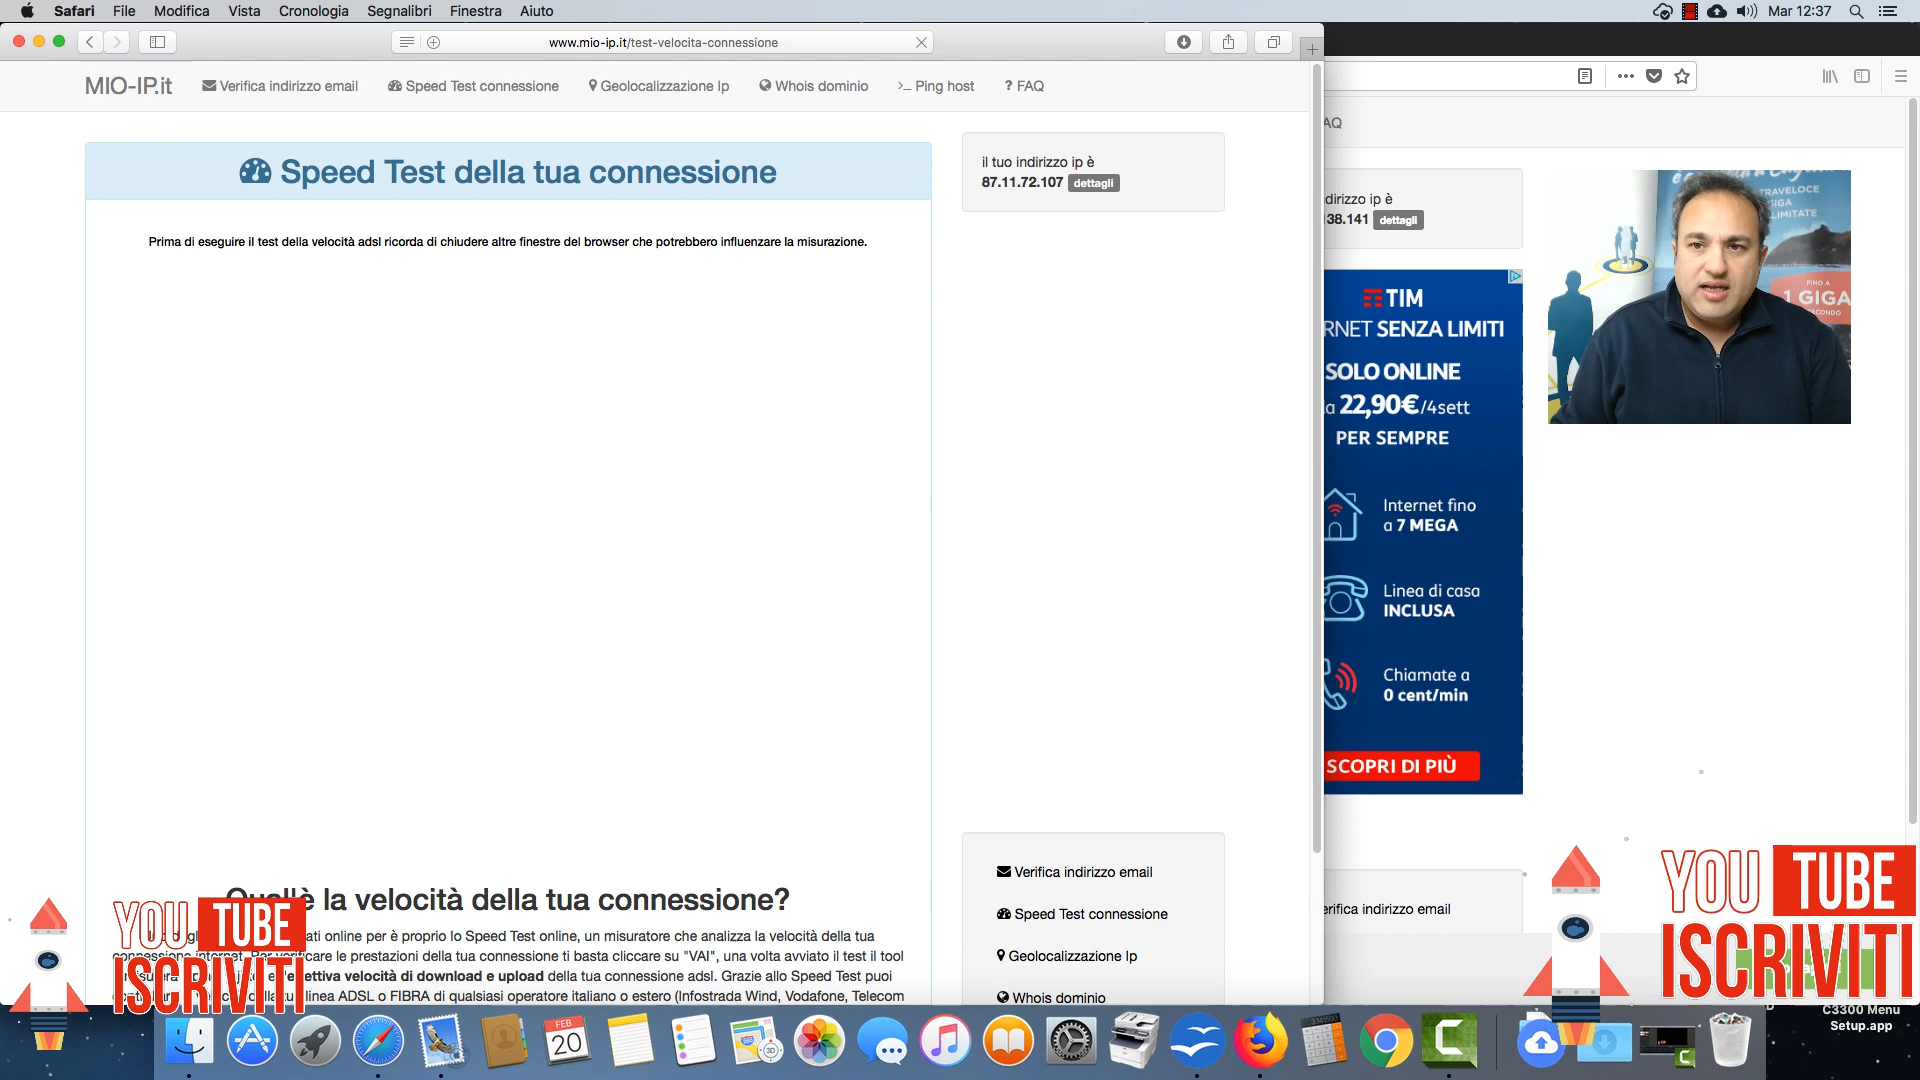 Safari File Modifica Vista Cronologia Segnalibri Finestra Aiuto
Mar 12:37
www.mio-ip.it/test-velocita-connessione
MIO-IP.it Verifica indirizzo email Speed Test connessione Geolocalizzazione Ip Whois dominio >_ Ping host ? FAQ
AQ
Speed Test della tua connessione
Prima di eseguire il test della velocità adsl ricorda di chiudere altre finestre del browser che potrebbero influenzare la misurazione.
il tuo indirizzo ip è
87.11.72.107 dettagli
dirizzo ip è
38.141 dettagli
TRAVELOCE
GIGA
LIMITATE
FINO A
1 GIGA
TIM
RNET SENZA LIMITI
SOLO ONLINE
a 22,90€/4sett
PER SEMPRE
Internet fino
a 7 MEGA
Linea di casa
INCLUSA
Chiamate a
0 cent/min
SCOPRI DI PIÙ
Verifica indirizzo email
Speed Test connessione
Geolocalizzazione Ip
Whois dominio
erifica indirizzo email
è la velocità della tua connessione?
ati online per è proprio lo Speed Test online, un misuratore che analizza la velocità della tua
connessione internet. Per verificare le prestazioni della tua connessione ti basta cliccare su "VAI", una volta avviato il test il tool
effettiva velocità di download e upload della tua connessione adsl. Grazie allo Speed Test puoi
linea ADSL o FIBRA di qualsiasi operatore italiano o estero (Infostrada Wind, Vodafone, Telecom
YOU TUBE
ISCRIVITI
YOU TUBE
ISCRIVITI
FEB
20
3D
C3300 Menu
Setup.app